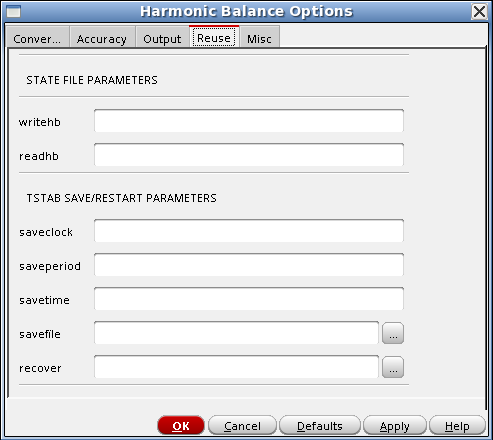 Harmonic Balance Options
Conver... Accuracy Output Reuse Misc
STATE FILE PARAMETERS
writehb
readhb
TSTAB SAVE/RESTART PARAMETERS
saveclock
saveperiod
savetime
savefile ...
recover ...
OK Cancel Defaults Apply Help